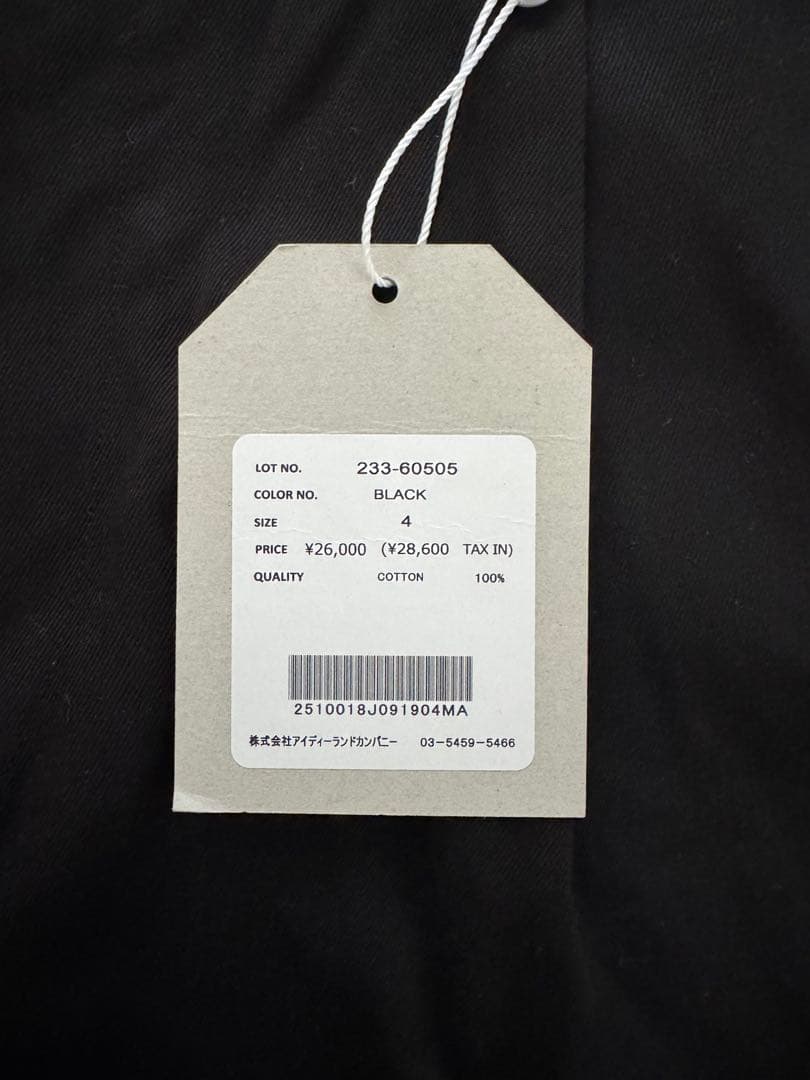 LOT NO. 233-60505
COLOR NO. BLACK
SIZE 4
PRICE ¥26,000 (¥28,600 TAX IN)
QUALITY COTTON 100%
2510018J091904MA
株式会社アイディーランドカンパニー 03-5459-5466